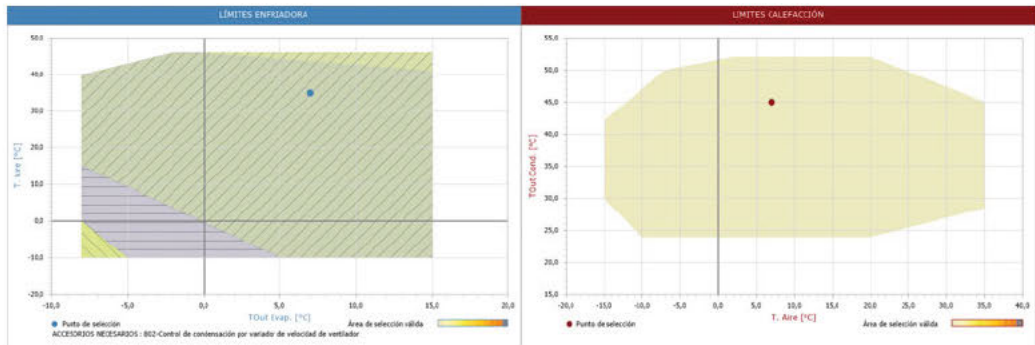 LÍMITES ENFRIADORA
50,0
40,0
30,0
20,0
10,0
0,0
-10,0
-20,0
-10,0 -5,0 0,0 5,0 10,0 15,0 20,0
T. Aire [°C]
TOut Evap. [°C]
Punto de selección
Área de selección válida
ACCESORIOS NECESARIOS : 802-Control de condensación por variador de velocidad de ventilador
LIMITES CALEFACCIÓN
55,0
50,0
45,0
40,0
35,0
30,0
25,0
20,0
15,0
-20,0 -15,0 -10,0 -5,0 0,0 5,0 10,0 15,0 20,0 25,0 30,0 35,0 40,0
TOut Cond. [°C]
T. Aire [°C]
Punto de selección
Área de selección válida